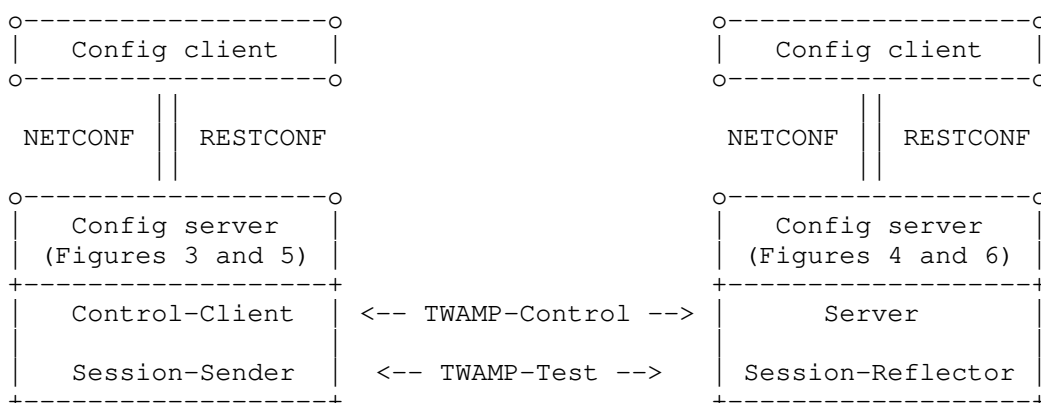 o-------------------o                      o-------------------o
|   Config client   |                      |   Config client   |
o-------------------o                      o-------------------o
         ||                                         ||
 NETCONF || RESTCONF                        NETCONF || RESTCONF
         ||                                         ||
o-------------------o                      o-------------------o
|   Config server   |                      |   Config server   |
| (Figures 3 and 5) |                      | (Figures 4 and 6) |
+-------------------+                      +-------------------+
|   Control-Client  | <-- TWAMP-Control --> |      Server       |
|                   |                      |                   |
|   Session-Sender  |  <-- TWAMP-Test -->  | Session-Reflector |
+-------------------+                      +-------------------+